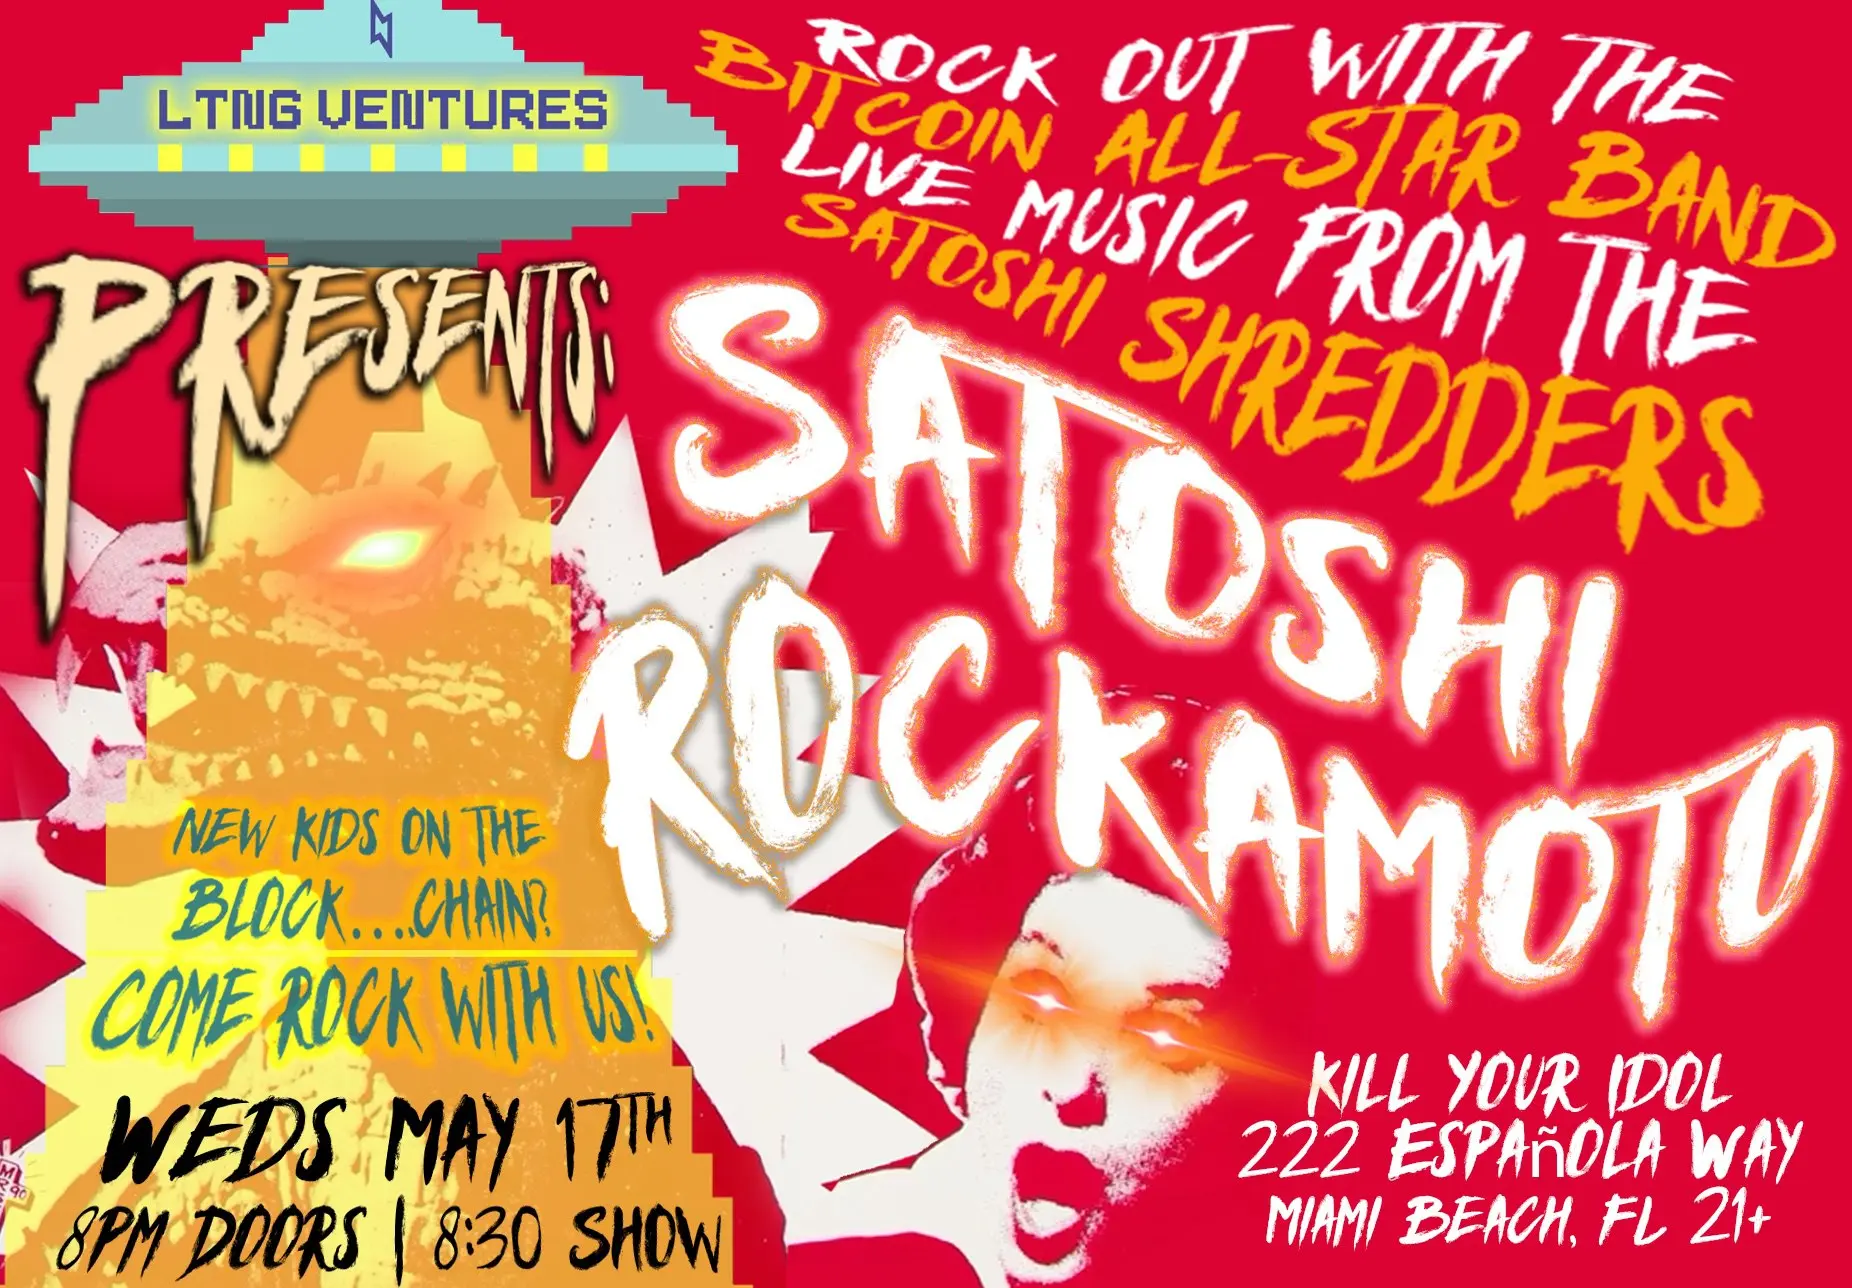 LTNG VENTURES
PRESENTS:
ROCK OUT WITH THE
BITCOIN ALL-STAR BAND
LIVE MUSIC FROM THE
SATOSHI SHREDDERS
SATOSHI
ROCKAMOTO
NEW KIDS ON THE
BLOCK....CHAIN?
COME ROCK WITH US!
WEDS MAY 17TH
8PM DOORS | 8:30 SHOW
KILL YOUR IDOL
222 ESPAñOLA WAY
MIAMI BEACH, FL 21+